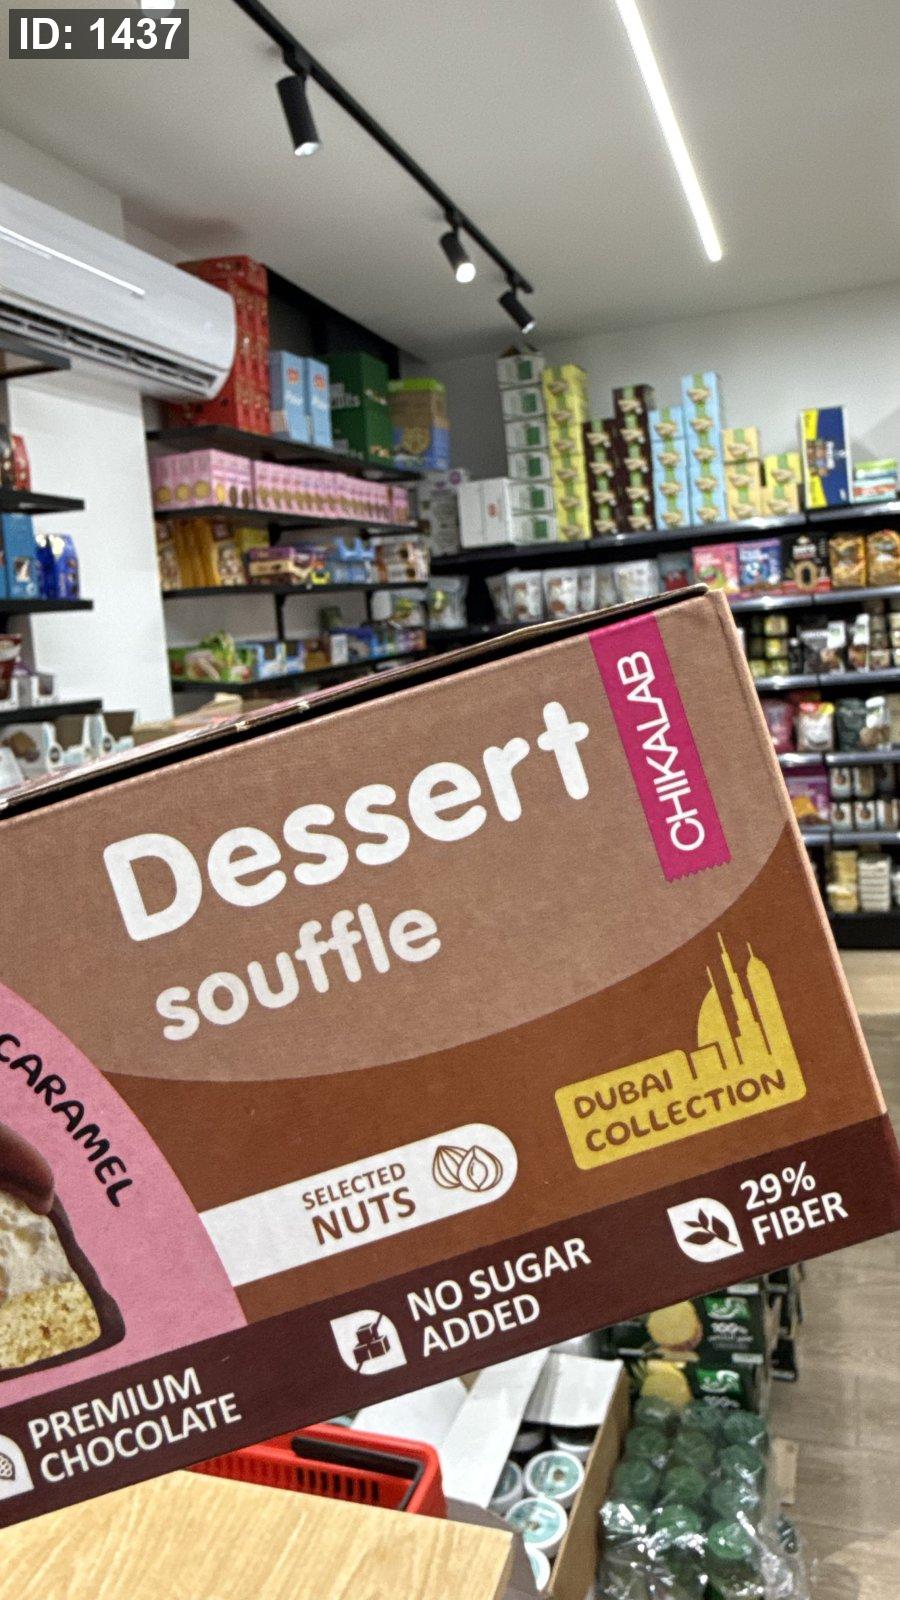 ID: 1437
CHIKALAB
Dessert
souffle
CARAMEL
DUBAI
COLLECTION
SELECTED
NUTS
29%
FIBER
NO SUGAR
ADDED
PREMIUM
CHOCOLATE